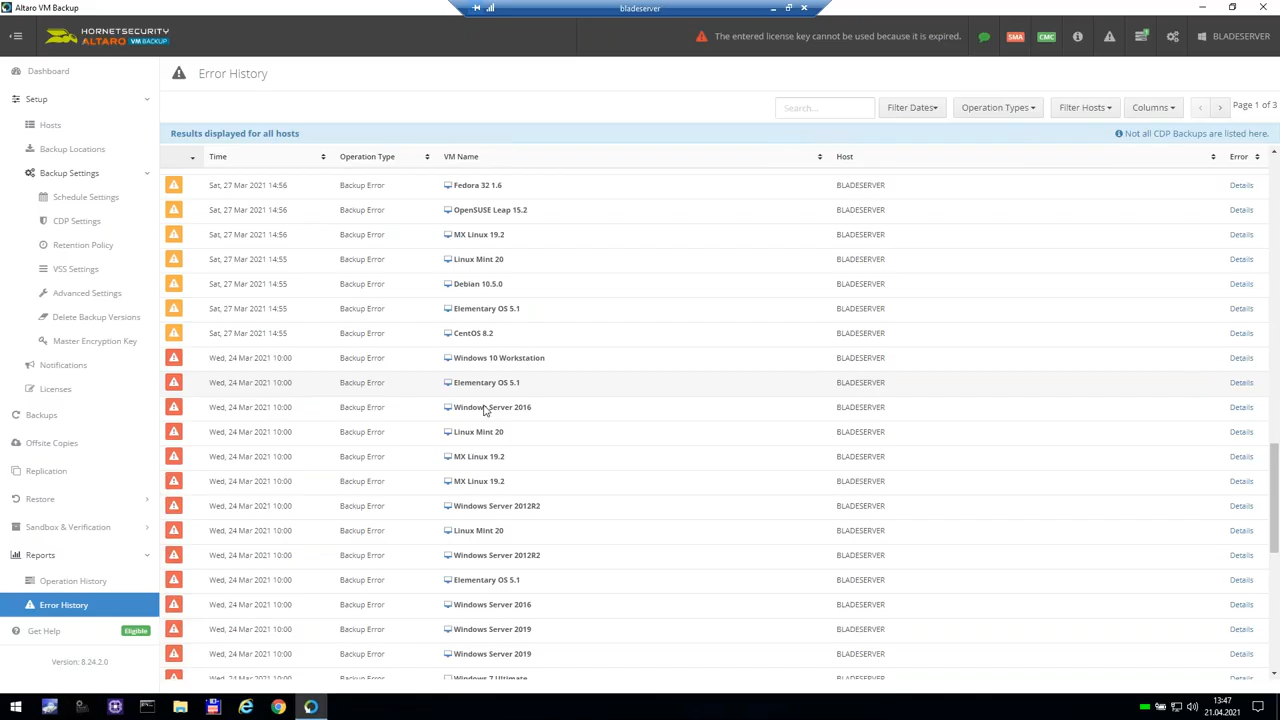 Altaro VM Backup
bladeserver
HORNETSECURITY
ALTARO VM BACKUP
The entered license key cannot be used because it is expired.
SMA
CMC
BLADESERVER
Dashboard
Setup
Hosts
Backup Locations
Backup Settings
Schedule Settings
CDP Settings
Retention Policy
VSS Settings
Advanced Settings
Delete Backup Versions
Master Encryption Key
Notifications
Licenses
Backups
Offsite Copies
Replication
Restore
Sandbox & Verification
Reports
Operation History
Error History
Get Help Eligible
Version: 8.24.2.0
Error History
Search... Filter Dates Operation Types Filter Hosts Columns Page 1 of 3
Results displayed for all hosts Not all CDP Backups are listed here.
Time Operation Type VM Name Host Error
Sat, 27 Mar 2021 14:56 Backup Error Fedora 32 1.6 BLADESERVER Details
Sat, 27 Mar 2021 14:56 Backup Error OpenSUSE Leap 15.2 BLADESERVER Details
Sat, 27 Mar 2021 14:56 Backup Error MX Linux 19.2 BLADESERVER Details
Sat, 27 Mar 2021 14:55 Backup Error Linux Mint 20 BLADESERVER Details
Sat, 27 Mar 2021 14:55 Backup Error Debian 10.5.0 BLADESERVER Details
Sat, 27 Mar 2021 14:55 Backup Error Elementary OS 5.1 BLADESERVER Details
Sat, 27 Mar 2021 14:55 Backup Error CentOS 8.2 BLADESERVER Details
Wed, 24 Mar 2021 10:00 Backup Error Windows 10 Workstation BLADESERVER Details
Wed, 24 Mar 2021 10:00 Backup Error Elementary OS 5.1 BLADESERVER Details
Wed, 24 Mar 2021 10:00 Backup Error Windows Server 2016 BLADESERVER Details
Wed, 24 Mar 2021 10:00 Backup Error Linux Mint 20 BLADESERVER Details
Wed, 24 Mar 2021 10:00 Backup Error MX Linux 19.2 BLADESERVER Details
Wed, 24 Mar 2021 10:00 Backup Error MX Linux 19.2 BLADESERVER Details
Wed, 24 Mar 2021 10:00 Backup Error Windows Server 2012R2 BLADESERVER Details
Wed, 24 Mar 2021 10:00 Backup Error Linux Mint 20 BLADESERVER Details
Wed, 24 Mar 2021 10:00 Backup Error Windows Server 2012R2 BLADESERVER Details
Wed, 24 Mar 2021 10:00 Backup Error Elementary OS 5.1 BLADESERVER Details
Wed, 24 Mar 2021 10:00 Backup Error Windows Server 2016 BLADESERVER Details
Wed, 24 Mar 2021 10:00 Backup Error Windows Server 2019 BLADESERVER Details
Wed, 24 Mar 2021 10:00 Backup Error Windows Server 2019 BLADESERVER Details
Wed, 24 Mar 2021 10:00 Backup Error Windows 7 Ultimate BLADESERVER Details
13:47
21.04.2021